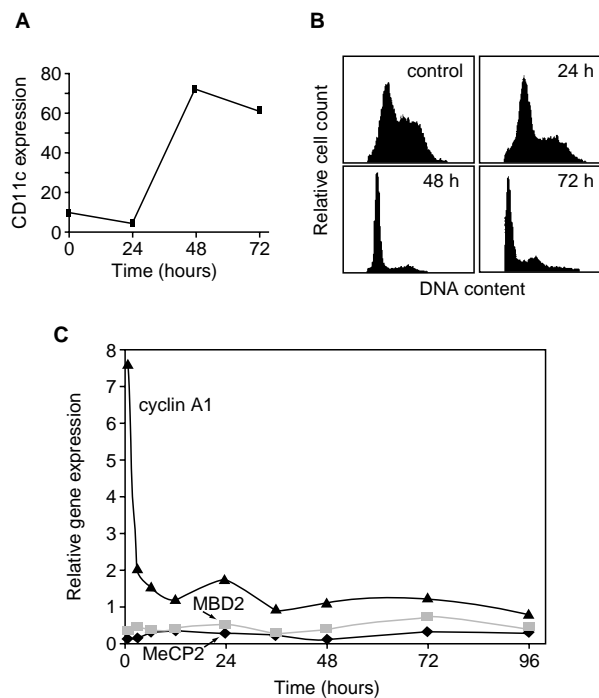 A
CD11c expression
80
60
40
20
0
0 24 48 72
Time (hours)
B
Relative cell count
control
24 h
48 h
72 h
DNA content
C
Relative gene expression
8
7
6
5
4
3
2
1
0
cyclin A1
MBD2
MeCP2
0 24 48 72 96
Time (hours)